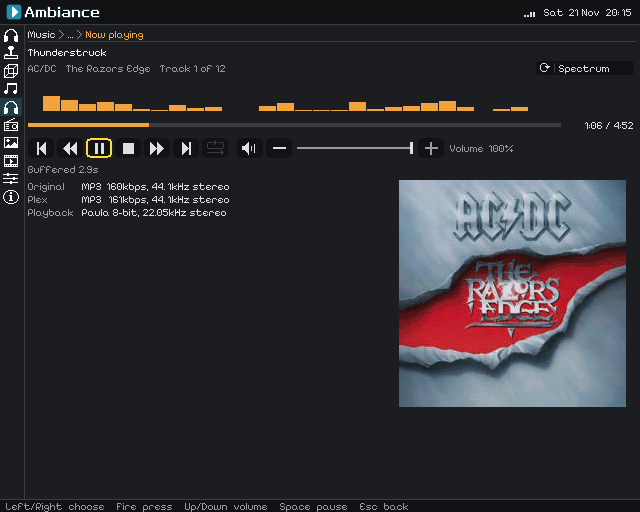 Ambiance
Sat 21 Nov 20:15
Music > ... > Now playing
Thunderstruck
AC/DC The Razors Edge Track 1 of 12
Spectrum
1:06 / 4:52
Volume 100%
Buffered 2.9s
Original MP3 160kbps, 44.1kHz stereo
Plex MP3 161kbps, 44.1kHz stereo
Playback Paula 8-bit, 22.05kHz stereo
AC/DC
THE
RAZORS
EDGE
Left/Right choose Fire press Up/Down volume Space pause Esc back